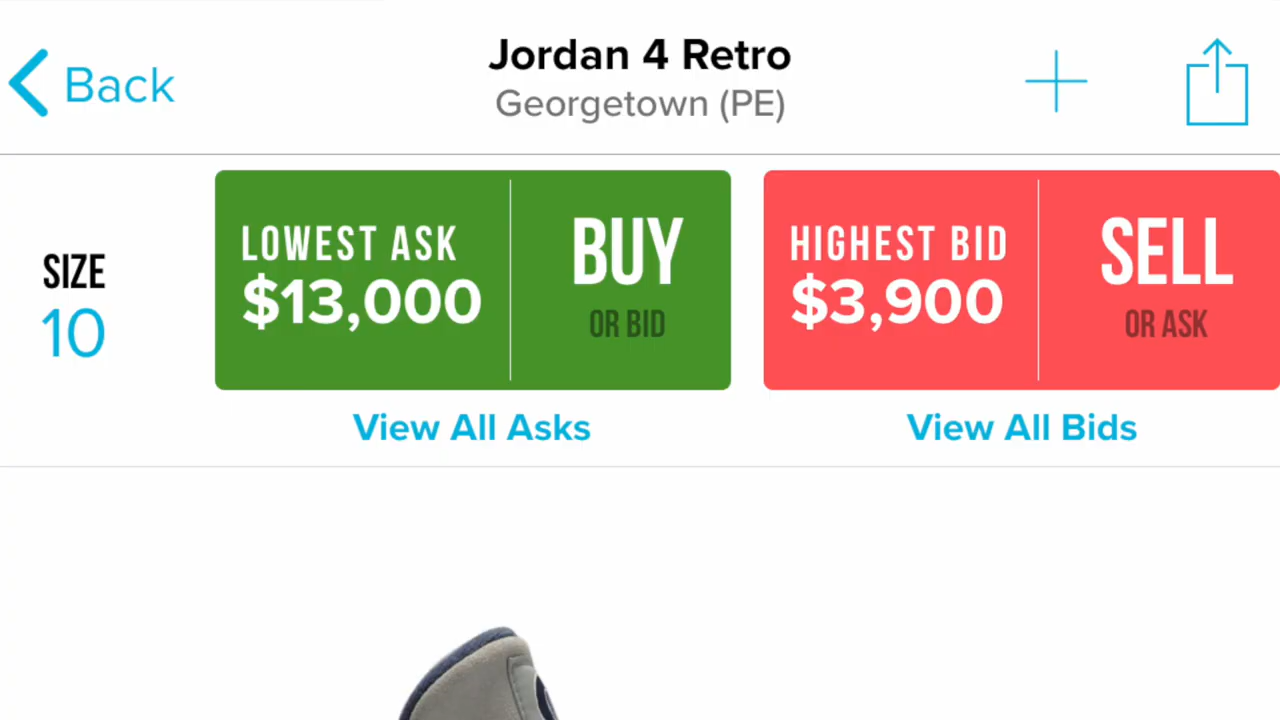 Back
Jordan 4 Retro
Georgetown (PE)
SIZE
10
LOWEST ASK
$13,000
BUY
OR BID
HIGHEST BID
$3,900
SELL
OR ASK
View All Asks
View All Bids